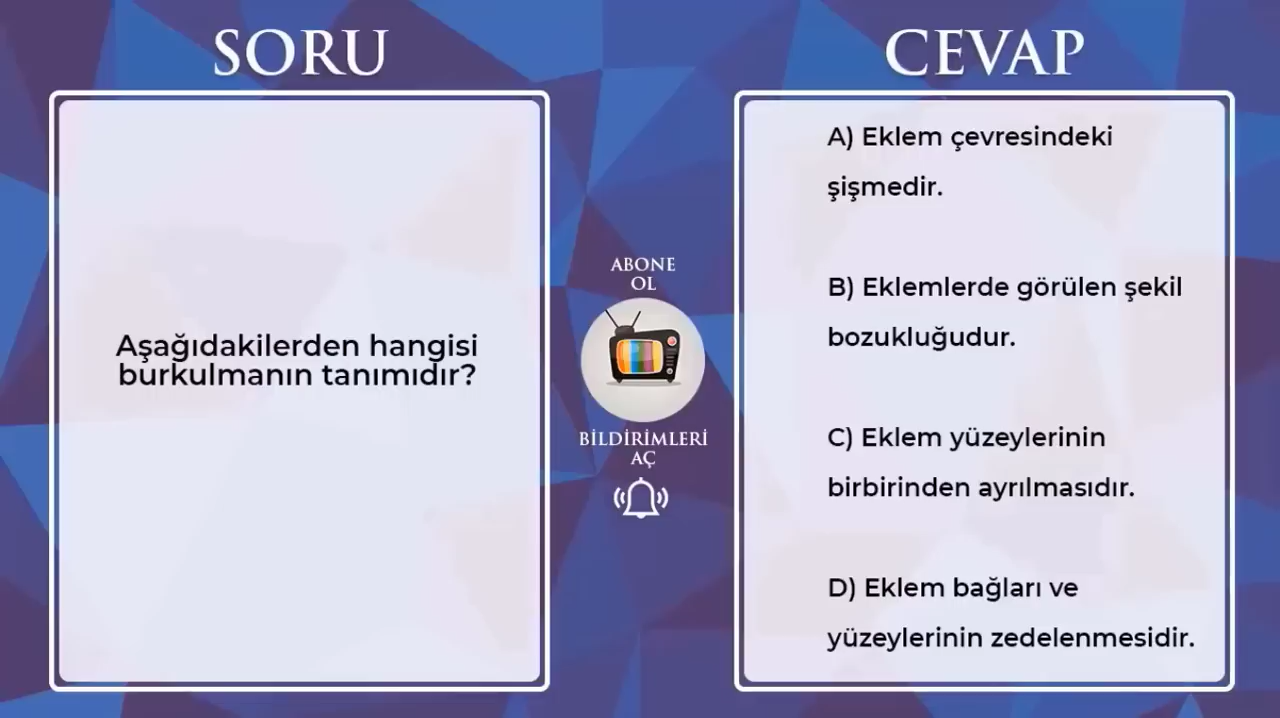 SORU
Aşağıdakilerden hangisi
burkulmanın tanımıdır?
ABONE
OL
BİLDİRİMLERİ
AÇ
CEVAP
A) Eklem çevresindeki
şişmedir.
B) Eklemlerde görülen şekil
bozukluğudur.
C) Eklem yüzeylerinin
birbirinden ayrılmasıdır.
D) Eklem bağları ve
yüzeylerinin zedelenmesidir.